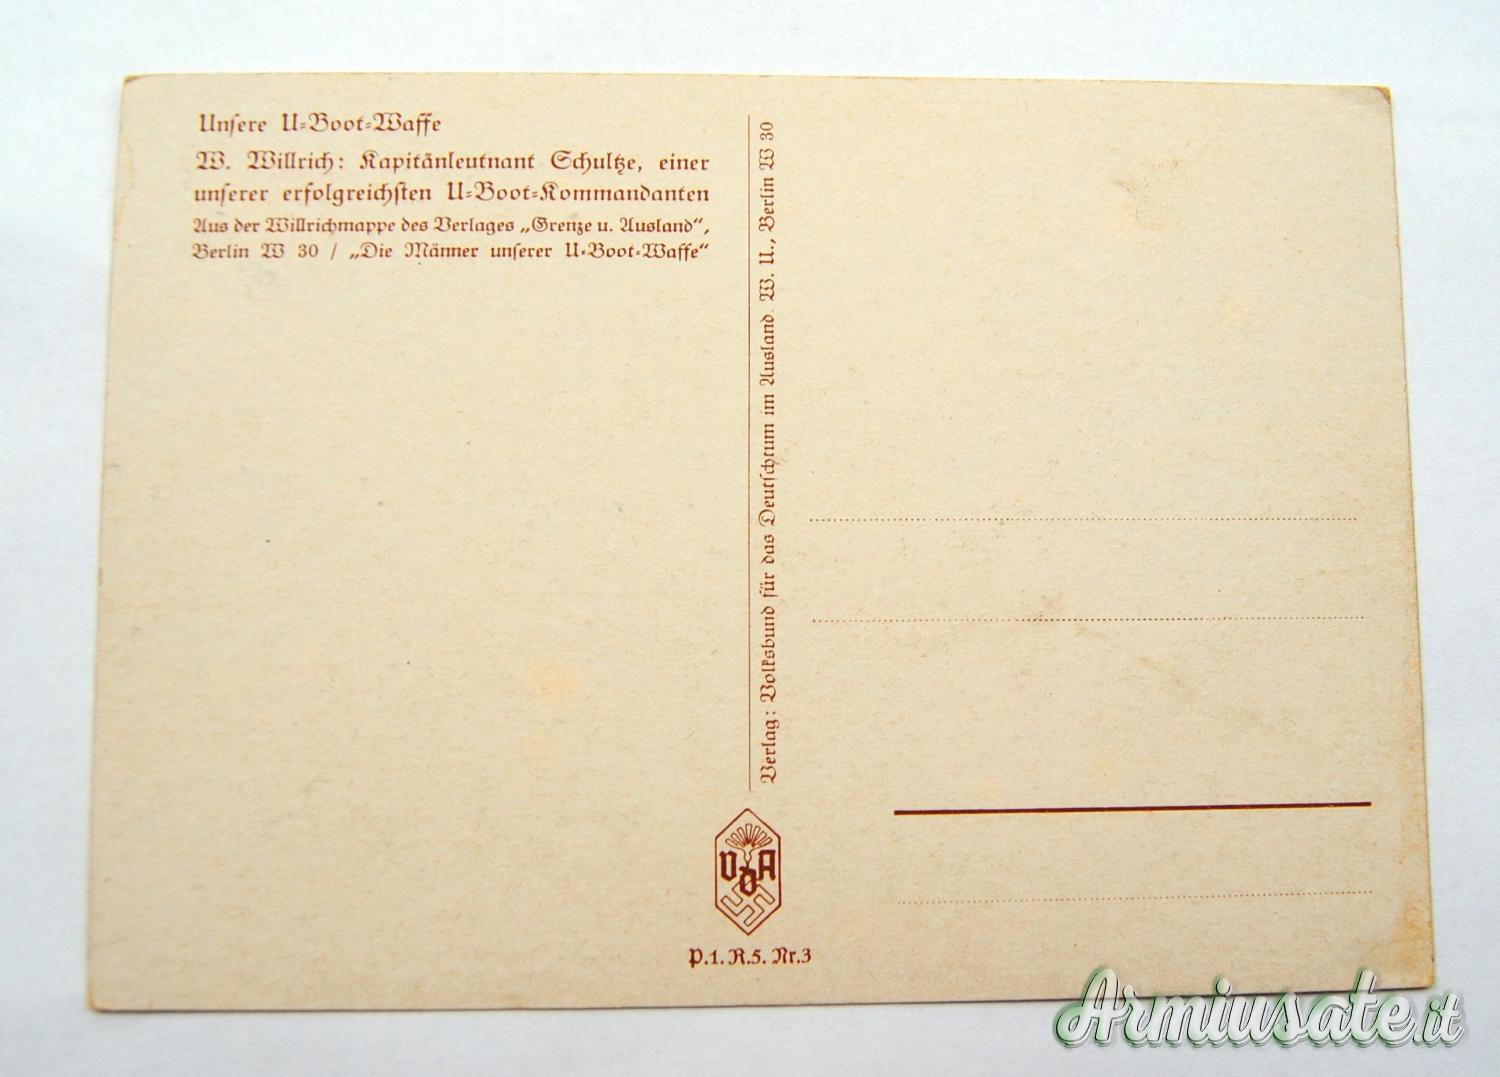 Unſere U-Boot-Waffe
W. Willrich: Kapitänleutnant Schultze, einer
unſerer erfolgreichſten U-Boot-Kommandanten
Aus der Willrichmappe des Verlages „Grenze u. Ausland“,
Berlin W 30 / „Die Männer unſerer U-Boot-Waffe“
Verlag: Volksbund für das Deutſchtum im Ausland. W. U., Berlin W 30
VDA
P.1.R.5. Nr.3
Armiusate.it